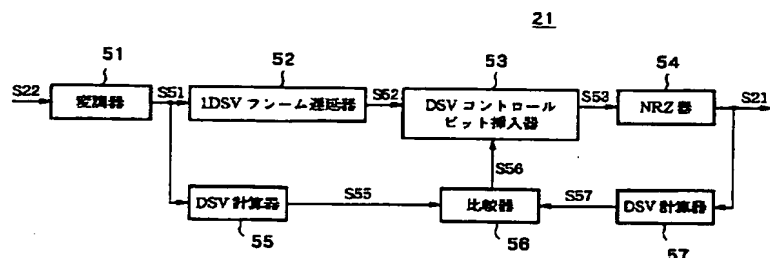 21
51
52
53
54
S22
変調器
S51
1DSV フレーム遅延器
S52
DSV コントロール
ビット挿入器
S53
NRZ 器
S21
S56
DSV 計算器
S55
比較器
S57
DSV 計算器
55
56
57